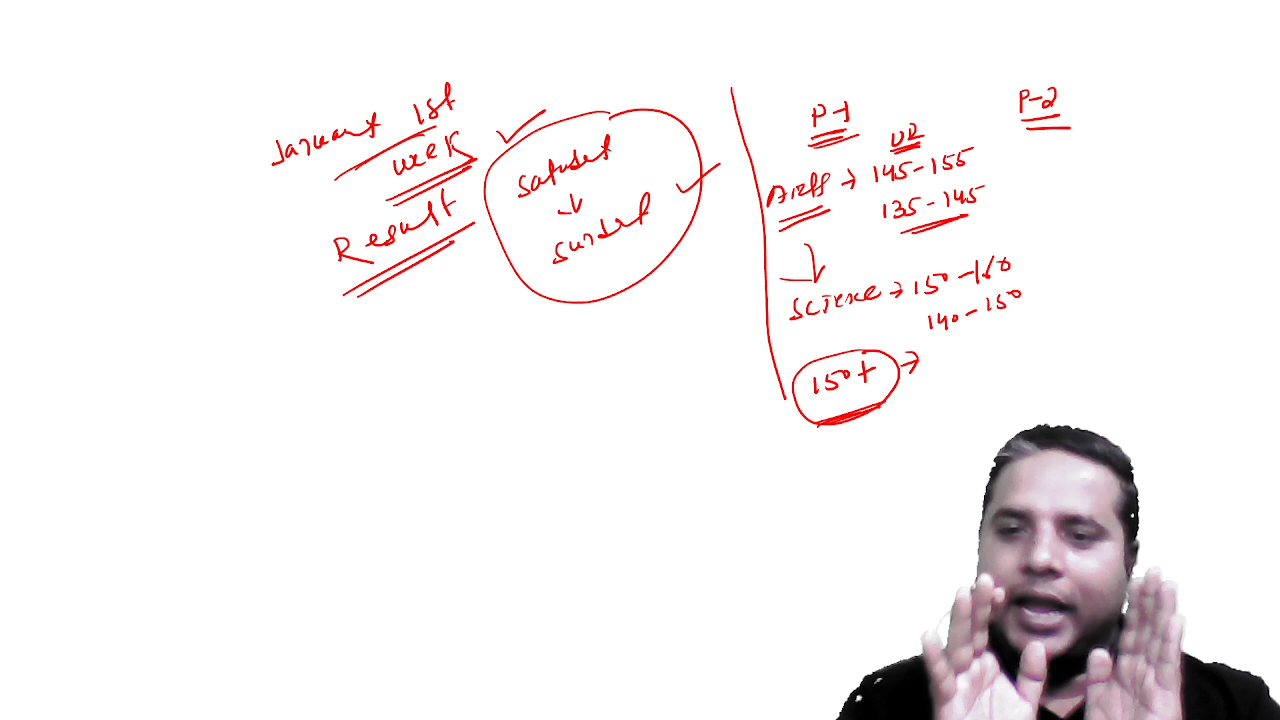 January 1st
week
Result
Saturday
↓
Sunday
P-1
UR
Arts → 145-155
135-145
Science → 150-160
140-150
150+ →
P-2